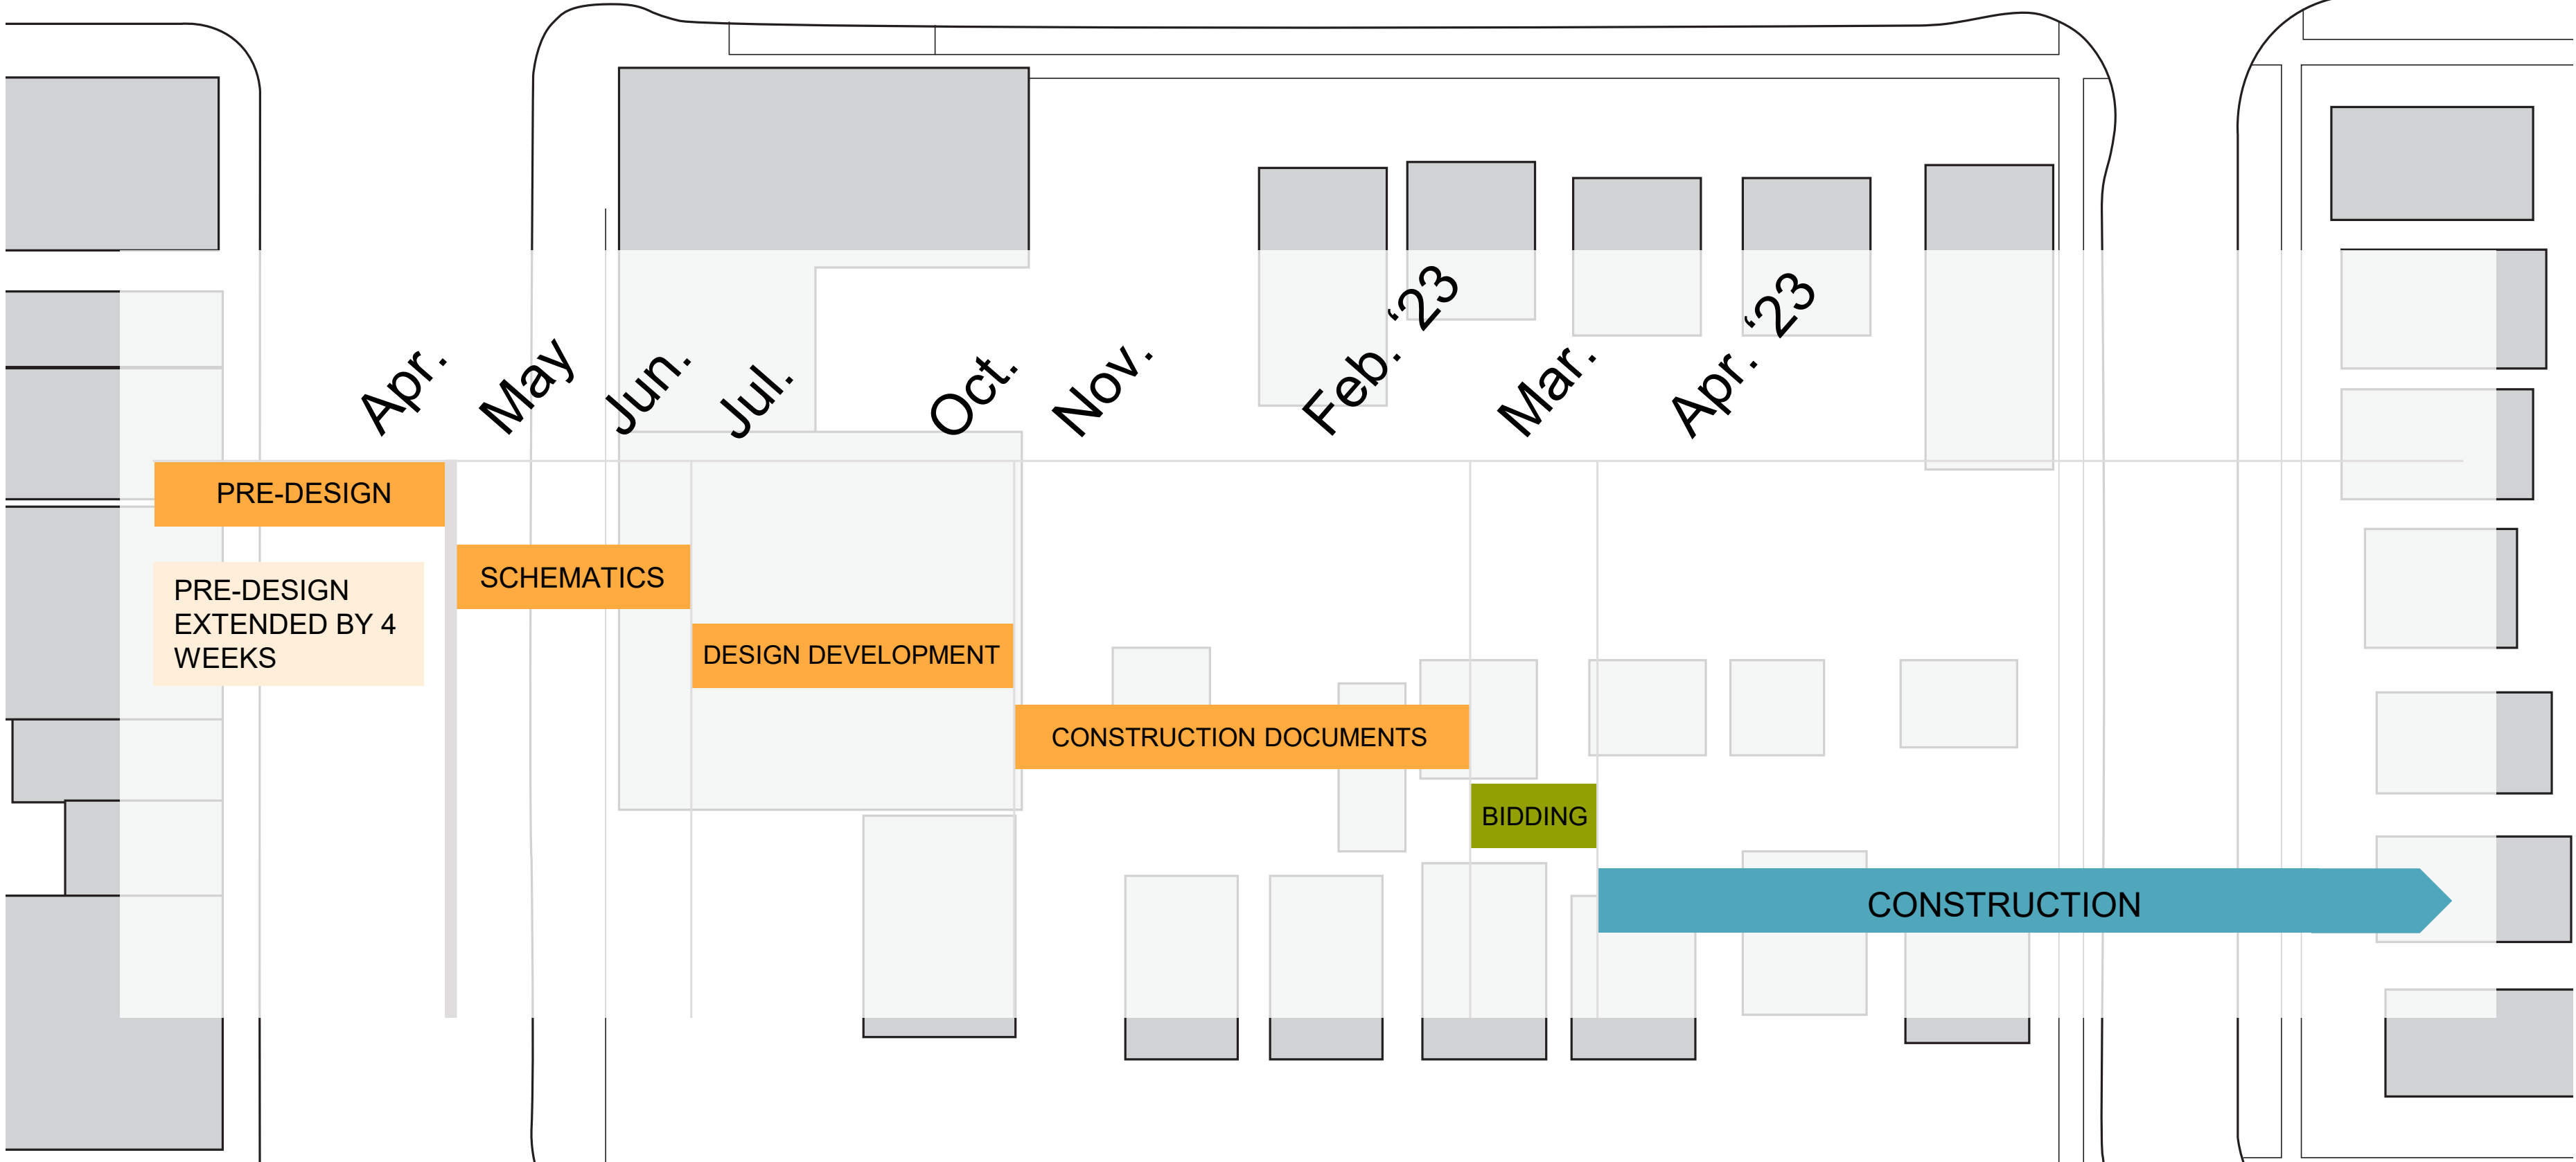 Apr.
May
Jun.
Jul.
Oct.
Nov.
Feb. ‘23
Mar.
Apr. ‘23
PRE-DESIGN
PRE-DESIGN
EXTENDED BY 4
WEEKS
SCHEMATICS
DESIGN DEVELOPMENT
CONSTRUCTION DOCUMENTS
BIDDING
CONSTRUCTION